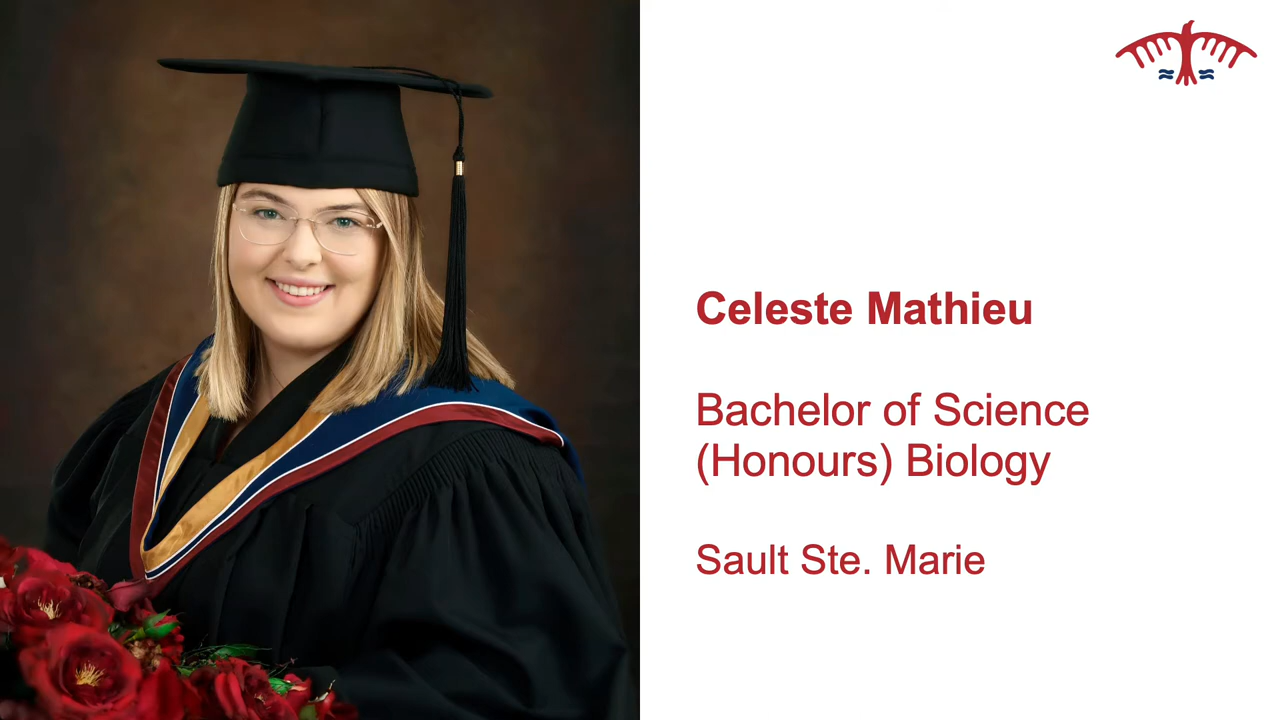 Celeste Mathieu
Bachelor of Science
(Honours) Biology
Sault Ste. Marie